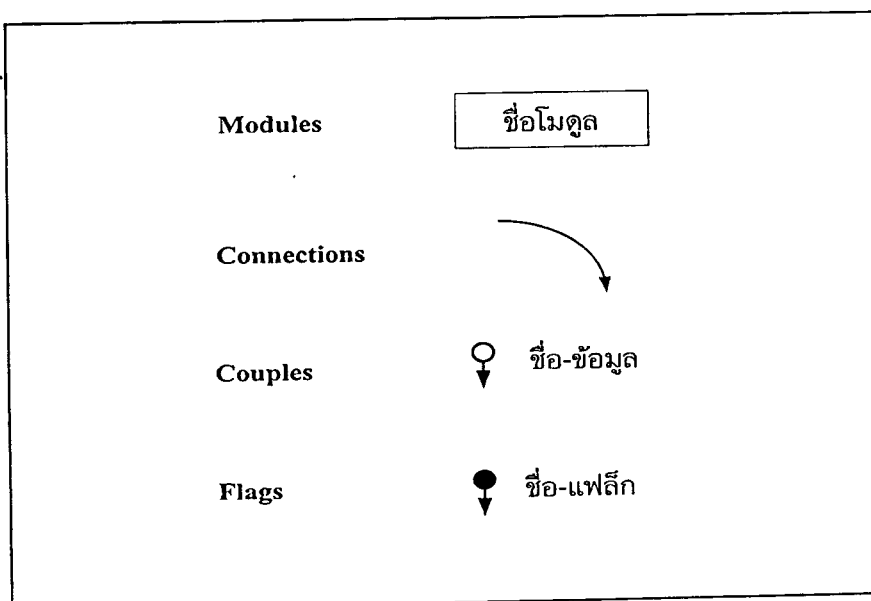 Modules ชื่อโมดูล
Connections
Couples ชื่อ-ข้อมูล
Flags ชื่อ-แฟล็ก